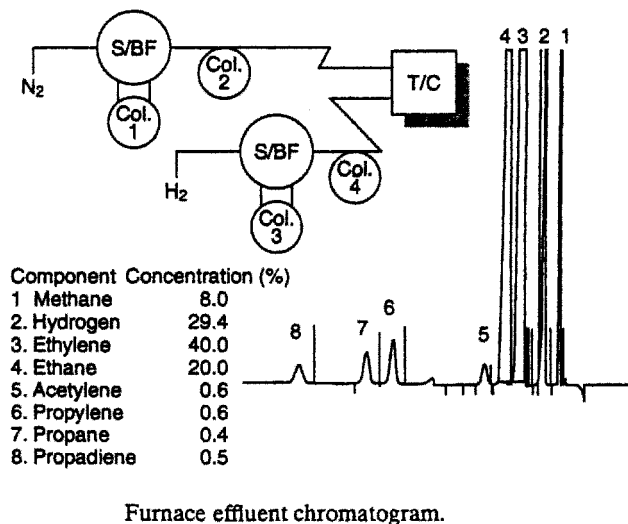 S/BF
Col. 2
N2
Col. 1
T/C
S/BF
Col. 4
H2
Col. 3
4 3 2 1
Component Concentration (%)
1 Methane 8.0
2. Hydrogen 29.4
3. Ethylene 40.0
4. Ethane 20.0
5. Acetylene 0.6
6. Propylene 0.6
7. Propane 0.4
8. Propadiene 0.5
8 7 6 5
Furnace effluent chromatogram.